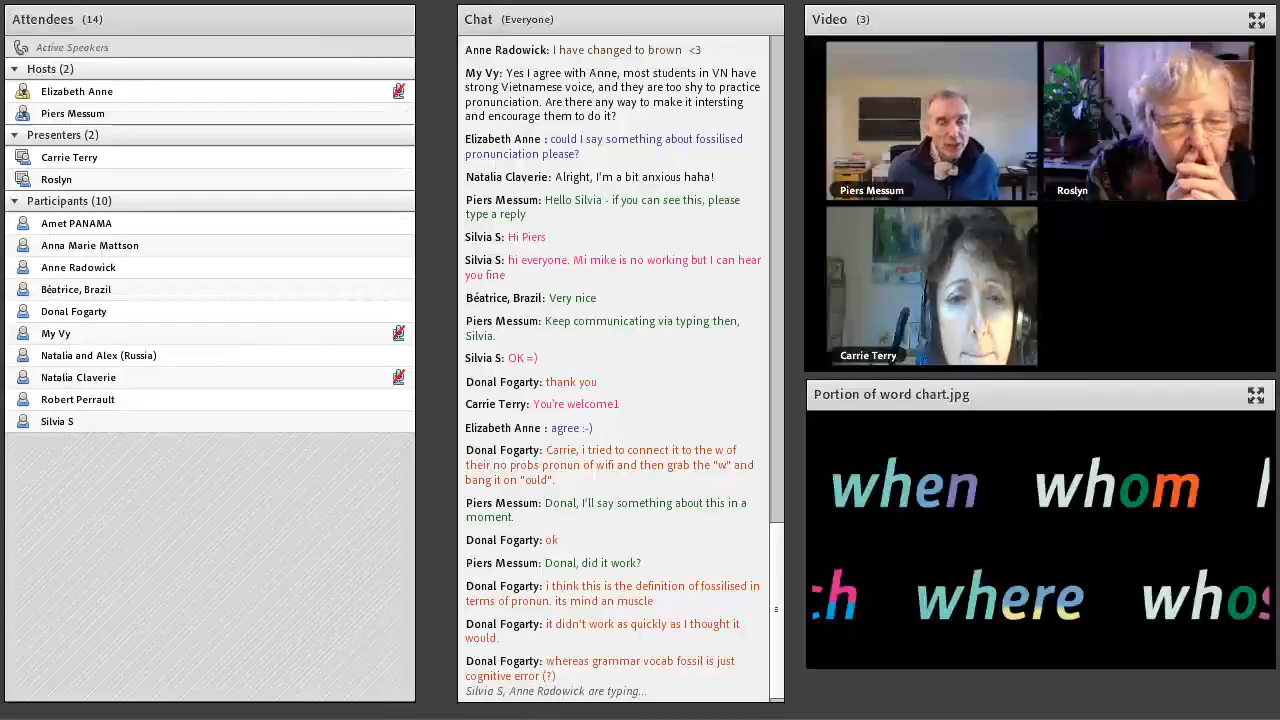 Attendees (14)
Active Speakers
Hosts (2)
Elizabeth Anne
Piers Messum
Presenters (2)
Carrie Terry
Roslyn
Participants (10)
Amet PANAMA
Anna Marie Mattson
Anne Radowick
Béatrice, Brazil
Donal Fogarty
My Vy
Natalia and Alex (Russia)
Natalia Claverie
Robert Perrault
Silvia S
Chat (Everyone)
Anne Radowick: I have changed to brown <3
My Vy: Yes I agree with Anne, most students in VN have
strong Vietnamese voice, and they are too shy to practice
pronunciation. Are there any way to make it intersting
and encourage them to do it?
Elizabeth Anne : could I say something about fossilised
pronunciation please?
Natalia Claverie: Alright, I'm a bit anxious haha!
Piers Messum: Hello Silvia - if you can see this, please
type a reply
Silvia S: Hi Piers
Silvia S: hi everyone. Mi mike is no working but I can hear
you fine
Béatrice, Brazil: Very nice
Piers Messum: Keep communicating via typing then,
Silvia.
Silvia S: OK =)
Donal Fogarty: thank you
Carrie Terry: You're welcome1
Elizabeth Anne : agree :-)
Donal Fogarty: Carrie, i tried to connect it to the w of
their no probs pronun of wifi and then grab the "w" and
bang it on "ould".
Piers Messum: Donal, I'll say something about this in a
moment.
Donal Fogarty: ok
Piers Messum: Donal, did it work?
Donal Fogarty: i think this is the definition of fossilised in
terms of pronun. its mind an muscle
Donal Fogarty: it didn't work as quickly as I thought it
would.
Donal Fogarty: whereas grammar vocab fossil is just
cognitive error (?)
Silvia S, Anne Radowick are typing...
Video (3)
Piers Messum
Roslyn
Carrie Terry
Portion of word chart.jpg
when whom
ch where whos